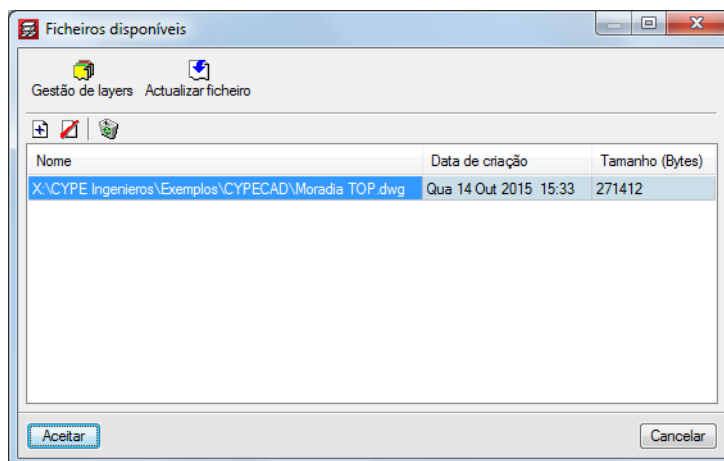 Ficheiros disponíveis
Gestão de layers Actualizar ficheiro
Nome Data de criação Tamanho (Bytes)
X:\CYPE Ingenieros\Exemplos\CYPECAD\Moradia TOP.dwg Qua 14 Out 2015 15:33 271412
Aceitar Cancelar